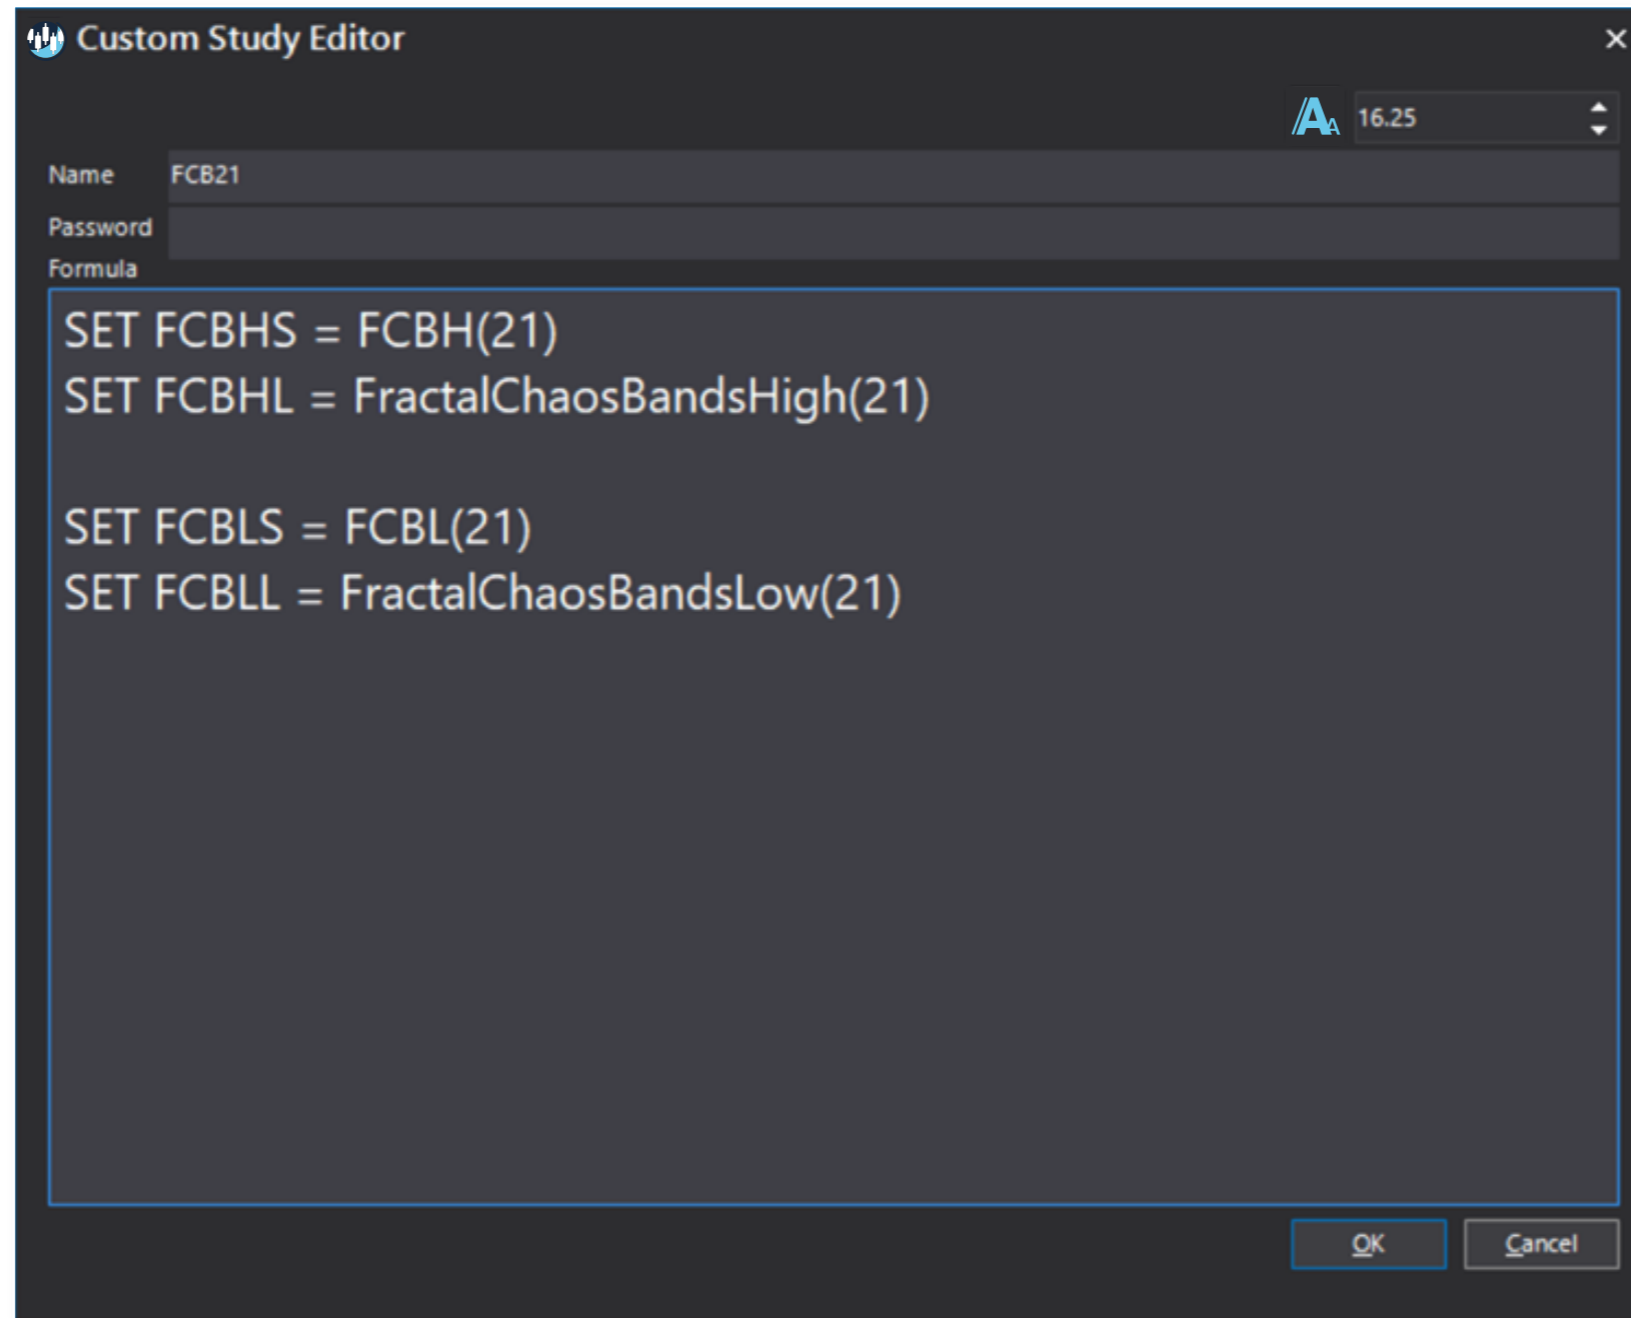 Custom Study Editor
16.25
Name FCB21
Password
Formula
SET FCBHS = FCBH(21)
SET FCBHL = FractalChaosBandsHigh(21)
SET FCBLS = FCBL(21)
SET FCBLL = FractalChaosBandsLow(21)
OK Cancel